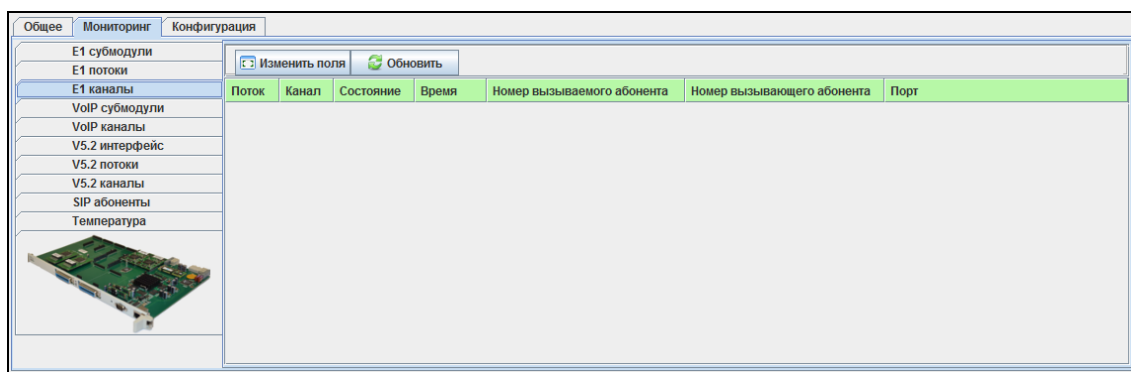 Общее Мониторинг Конфигурация
E1 субмодули
E1 потоки
E1 каналы
VoIP субмодули
VoIP каналы
V5.2 интерфейс
V5.2 потоки
V5.2 каналы
SIP абоненты
Температура
Изменить поля Обновить
Поток Канал Состояние Время Номер вызываемого абонента Номер вызывающего абонента Порт